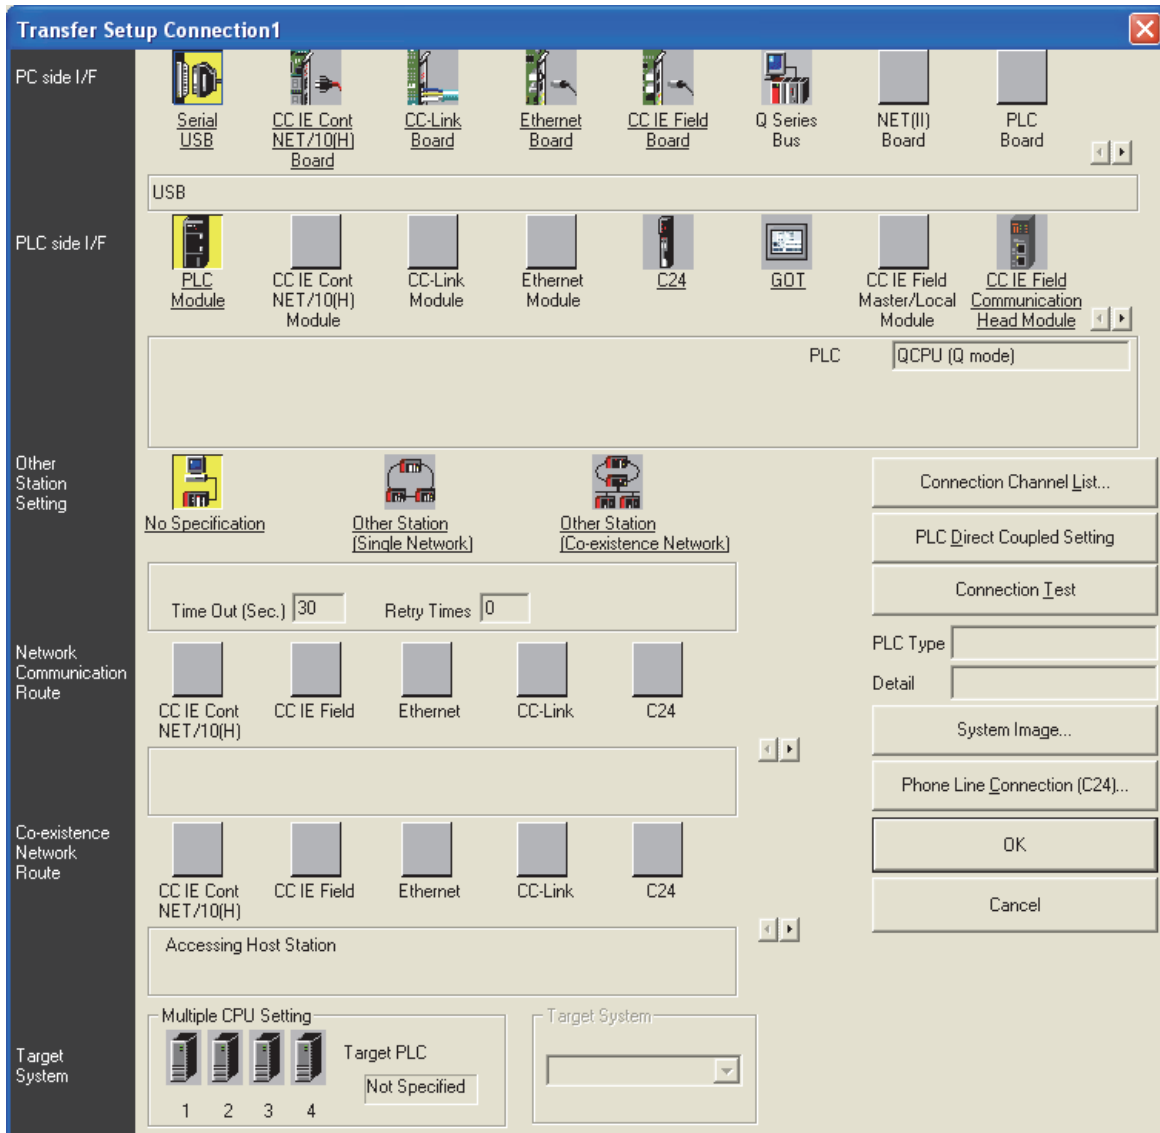 Transfer Setup Connection1
PC side I/F
Serial
USB
CC IE Cont
NET/10(H)
Board
CC-Link
Board
Ethernet
Board
CC IE Field
Board
Q Series
Bus
NET(II)
Board
PLC
Board
USB
PLC side I/F
PLC
Module
CC IE Cont
NET/10(H)
Module
CC-Link
Module
Ethernet
Module
C24
GOT
CC IE Field
Master/Local
Module
CC IE Field
Communication
Head Module
PLC
QCPU (Q mode)
Other
Station
Setting
No Specification
Other Station
(Single Network)
Other Station
(Co-existence Network)
Connection Channel List...
PLC Direct Coupled Setting
Connection Test
Time Out (Sec.) 30
Retry Times 0
PLC Type
Detail
System Image...
Phone Line Connection (C24)...
OK
Cancel
Network
Communication
Route
CC IE Cont
NET/10(H)
CC IE Field
Ethernet
CC-Link
C24
Co-existence
Network
Route
CC IE Cont
NET/10(H)
CC IE Field
Ethernet
CC-Link
C24
Accessing Host Station
Target
System
Multiple CPU Setting
1 2 3 4
Target PLC
Not Specified
Target System